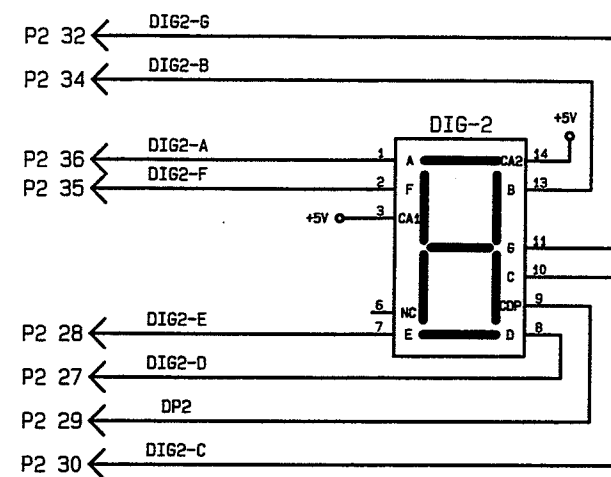 P2 32 DIG2-G
P2 34 DIG2-B
DIG-2
+5V
P2 36 DIG2-A 1 A CA2 14
P2 35 DIG2-F 2 F B 13
+5V 3 CA1
G 11
C 10
6 NC CDP 9
P2 28 DIG2-E 7 E D 8
P2 27 DIG2-D
P2 29 DP2
P2 30 DIG2-C